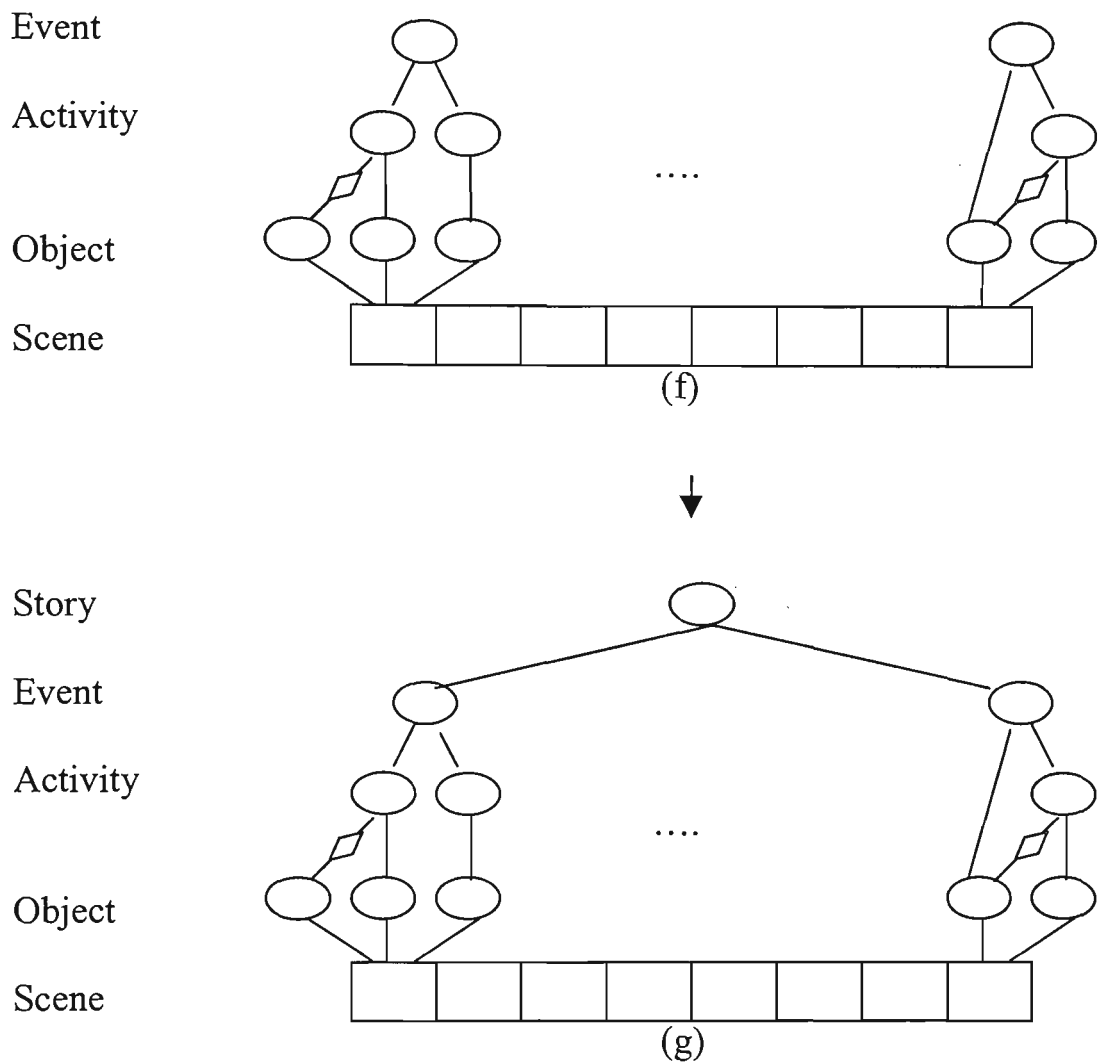 Event
Activity
....
Object
Scene
(f)
Story
Event
Activity
....
Object
Scene
(g)